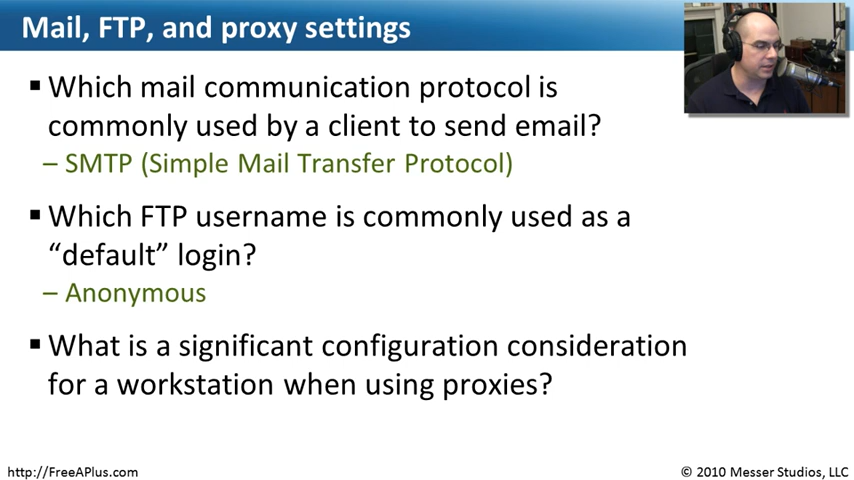 Mail, FTP, and proxy settings
▪ Which mail communication protocol is
commonly used by a client to send email?
– SMTP (Simple Mail Transfer Protocol)
▪ Which FTP username is commonly used as a
“default” login?
– Anonymous
▪ What is a significant configuration consideration
for a workstation when using proxies?
http://FreeAPlus.com
© 2010 Messer Studios, LLC